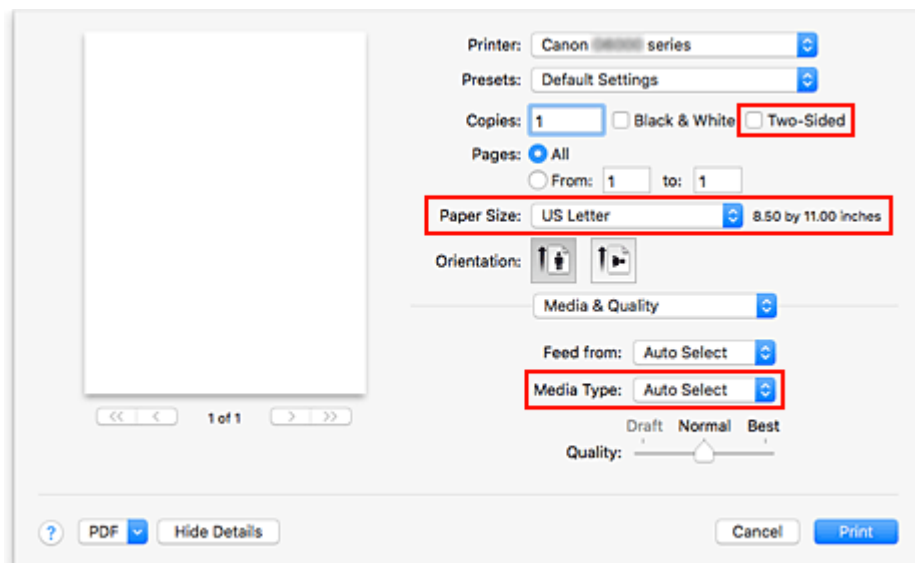 Printer: Canon series
Presets: Default Settings
Copies: 1 Black & White Two-Sided
Pages: All
From: 1 to: 1
Paper Size: US Letter 8.50 by 11.00 inches
Orientation:
Media & Quality
Feed from: Auto Select
Media Type: Auto Select
<< < 1 of 1 > >>
Draft Normal Best
Quality:
? PDF Hide Details Cancel Print